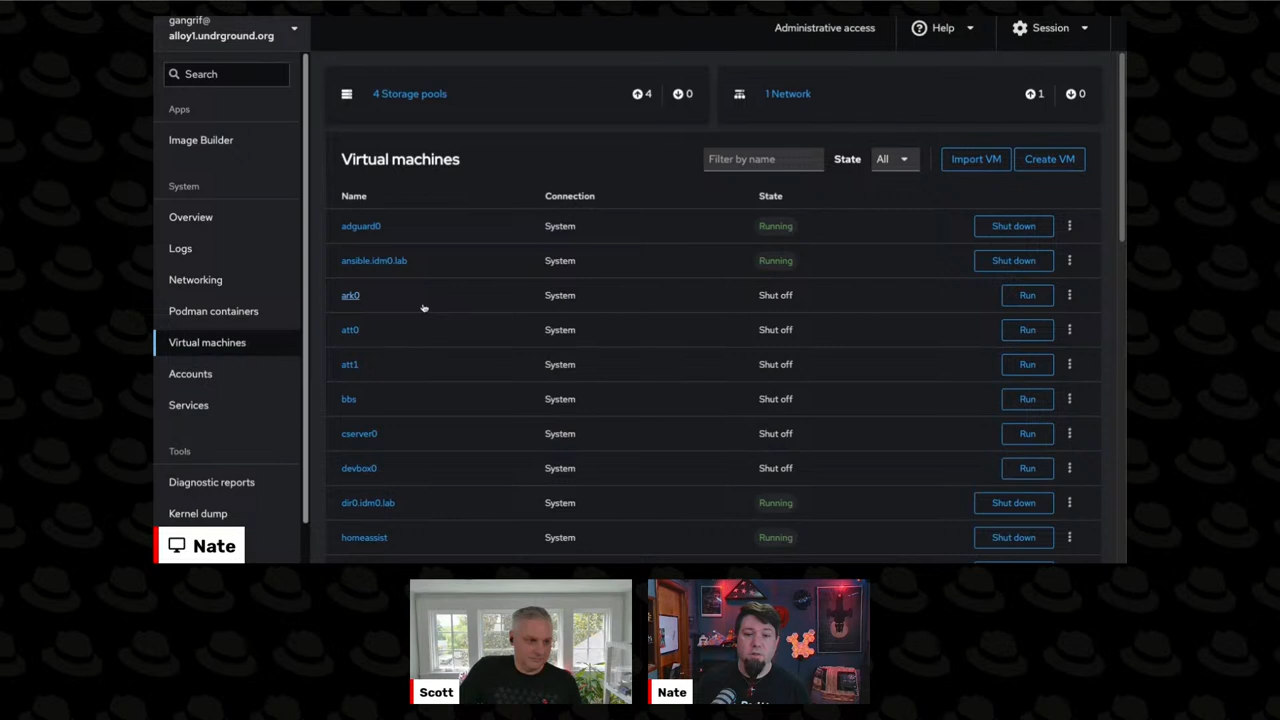 gangrif@
alloy1.undrground.org
Administrative access
Help
Session
Search
4 Storage pools
4
0
1 Network
1
0
Apps
Image Builder
Virtual machines
Filter by name
State
All
Import VM
Create VM
System
Name
Connection
State
Overview
adguard0
System
Running
Shut down
Logs
ansible.idm0.lab
System
Running
Shut down
Networking
ark0
System
Shut off
Run
Podman containers
att0
System
Shut off
Run
Virtual machines
att1
System
Shut off
Run
Accounts
bbs
System
Shut off
Run
Services
cserver0
System
Shut off
Run
Tools
devbox0
System
Shut off
Run
Diagnostic reports
dir0.idm0.lab
System
Running
Shut down
Kernel dump
homeassist
System
Running
Shut down
Nate
Scott
Nate